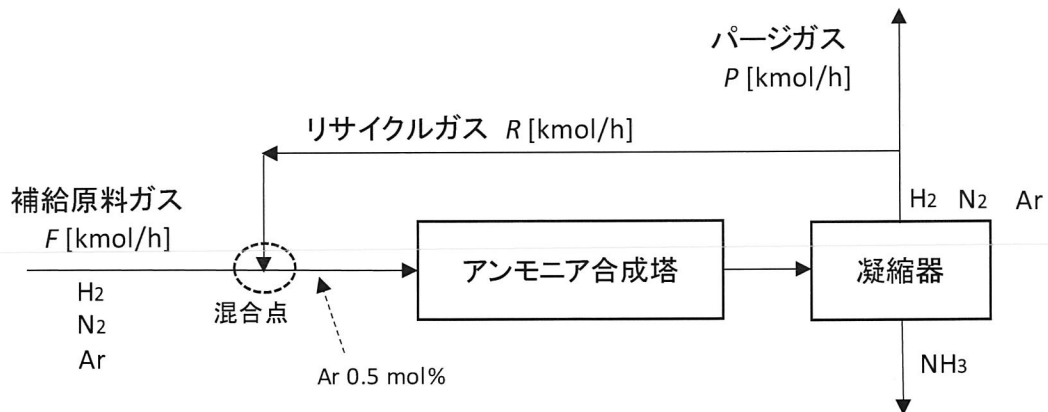 パージガス
P [kmol/h]
リサイクルガス R [kmol/h]
補給原料ガス
F [kmol/h]
H2 N2 Ar
アンモニア合成塔
凝縮器
H2
N2
Ar
混合点
Ar 0.5 mol%
NH3